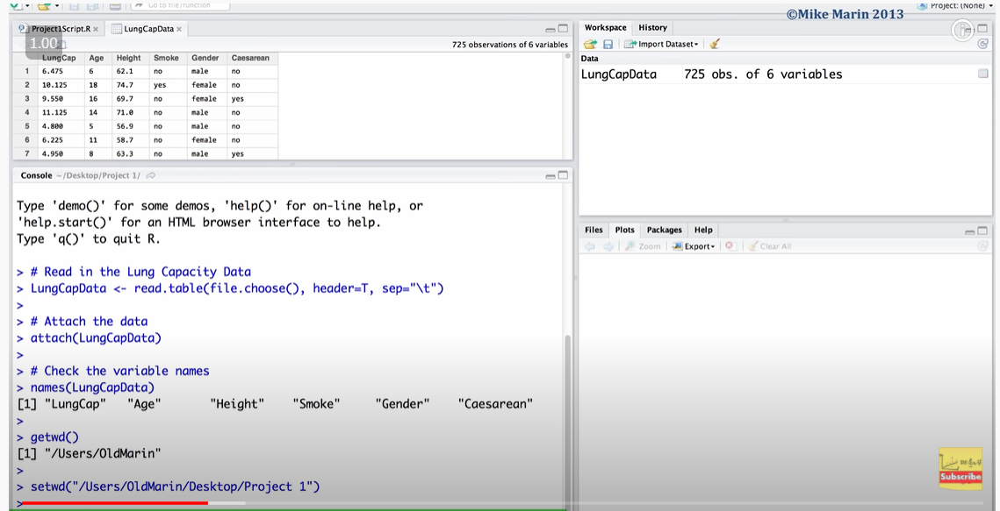 Go to file/function
Project: (None)
©Mike Marin 2013
Project1Script.R × LungCapData ×
1.00
725 observations of 6 variables
LungCap Age Height Smoke Gender Caesarean
1 6.475 6 62.1 no male no
2 10.125 18 74.7 yes female no
3 9.550 16 69.7 no female yes
4 11.125 14 71.0 no male no
5 4.800 5 56.9 no male no
6 6.225 11 58.7 no female no
7 4.950 8 63.3 no male yes
Console ~/Desktop/Project 1/
Type 'demo()' for some demos, 'help()' for on-line help, or
'help.start()' for an HTML browser interface to help.
Type 'q()' to quit R.
> # Read in the Lung Capacity Data
> LungCapData <- read.table(file.choose(), header=T, sep="\t")
>
> # Attach the data
> attach(LungCapData)
>
> # Check the variable names
> names(LungCapData)
[1] "LungCap" "Age" "Height" "Smoke" "Gender" "Caesarean"
>
> getwd()
[1] "/Users/OldMarin"
>
> setwd("/Users/OldMarin/Desktop/Project 1")
>
Workspace History
Import Dataset
Data
LungCapData 725 obs. of 6 variables
Files Plots Packages Help
Zoom Export Clear All
Subscribe